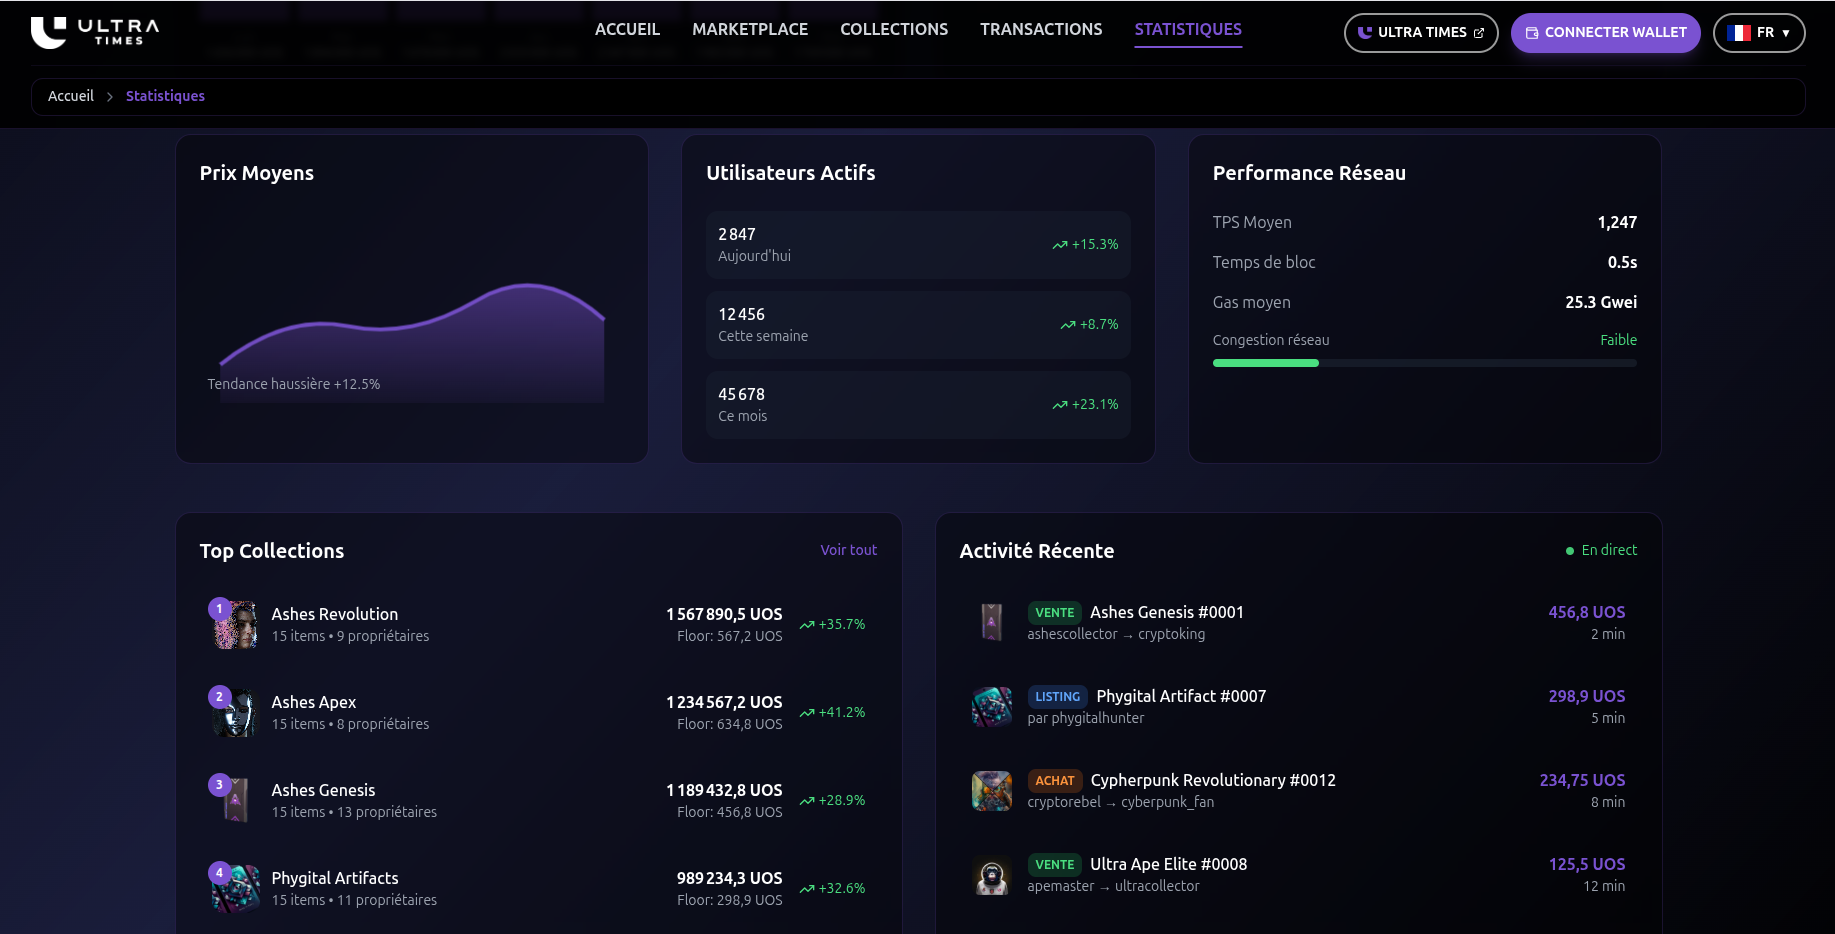 ULTRA
TIMES
ACCUEIL MARKETPLACE COLLECTIONS TRANSACTIONS STATISTIQUES
ULTRA TIMES
CONNECTER WALLET
FR
Accueil > Statistiques
Prix Moyens
Tendance haussière +12.5%
Utilisateurs Actifs
2 847
Aujourd'hui
+15.3%
12 456
Cette semaine
+8.7%
45 678
Ce mois
+23.1%
Performance Réseau
TPS Moyen 1,247
Temps de bloc 0.5s
Gas moyen 25.3 Gwei
Congestion réseau Faible
Top Collections Voir tout
1
Ashes Revolution
15 items • 9 propriétaires
1 567 890,5 UOS
Floor: 567,2 UOS
+35.7%
2
Ashes Apex
15 items • 8 propriétaires
1 234 567,2 UOS
Floor: 634,8 UOS
+41.2%
3
Ashes Genesis
15 items • 13 propriétaires
1 189 432,8 UOS
Floor: 456,8 UOS
+28.9%
4
Phygital Artifacts
15 items • 11 propriétaires
989 234,3 UOS
Floor: 298,9 UOS
+32.6%
Activité Récente En direct
VENTE Ashes Genesis #0001
ashescollector → cryptoking
456,8 UOS
2 min
LISTING Phygital Artifact #0007
par phygitalhunter
298,9 UOS
5 min
ACHAT Cypherpunk Revolutionary #0012
cryptorebel → cyberpunk_fan
234,75 UOS
8 min
VENTE Ultra Ape Elite #0008
apemaster → ultracollector
125,5 UOS
12 min